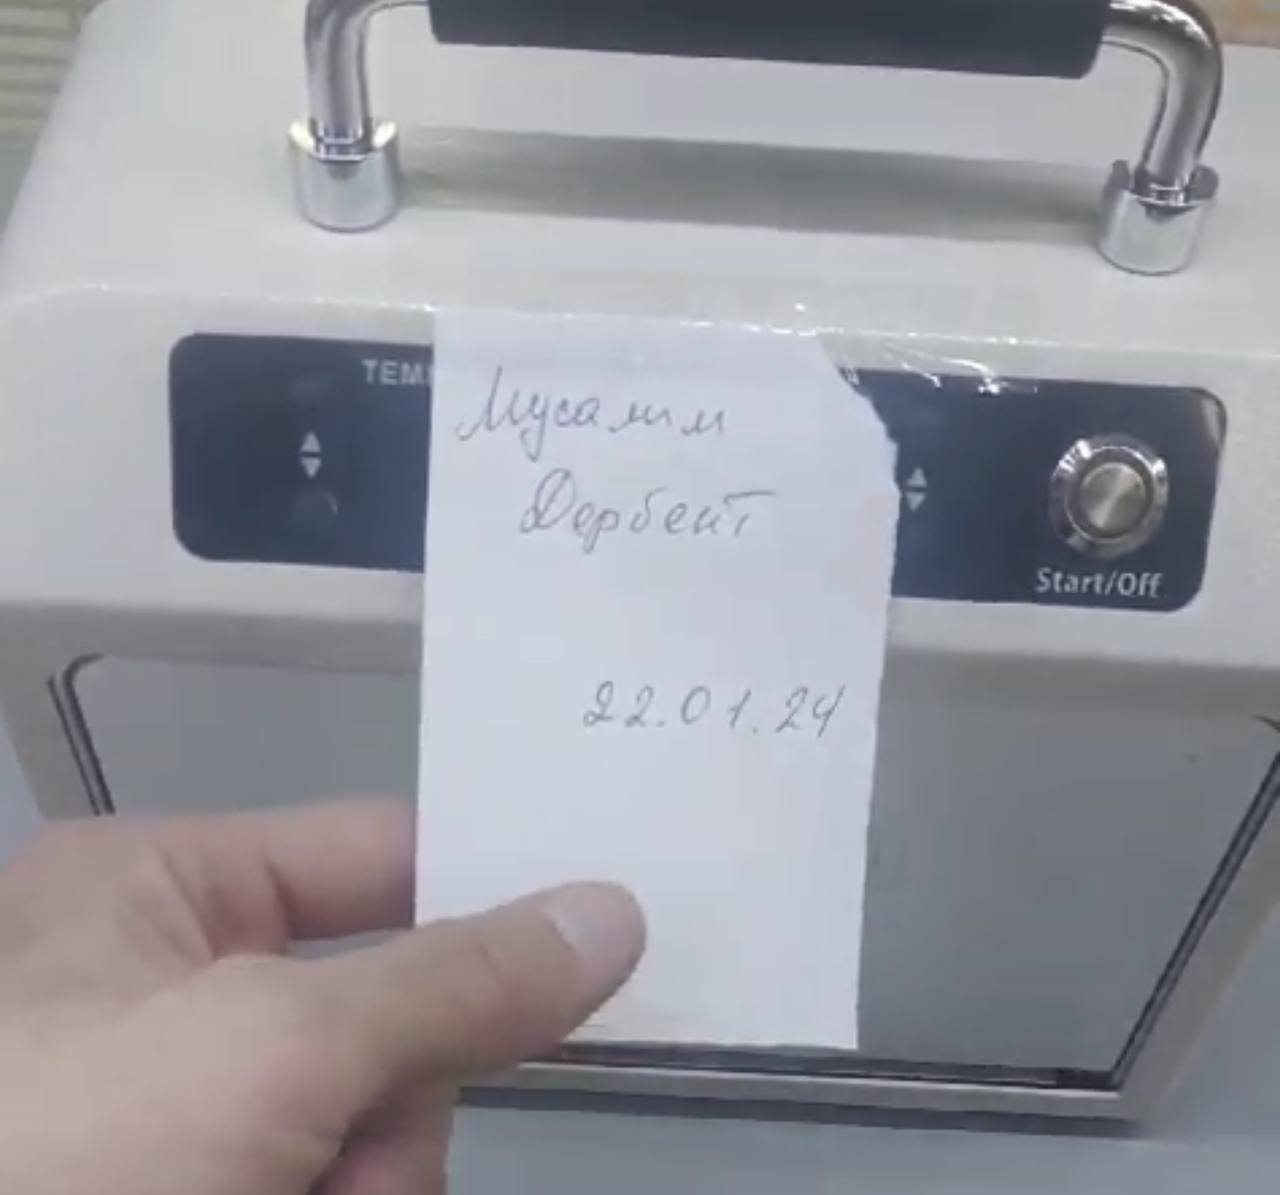 TEM
Мусалим
Дербент
22.01.24
Start/Off